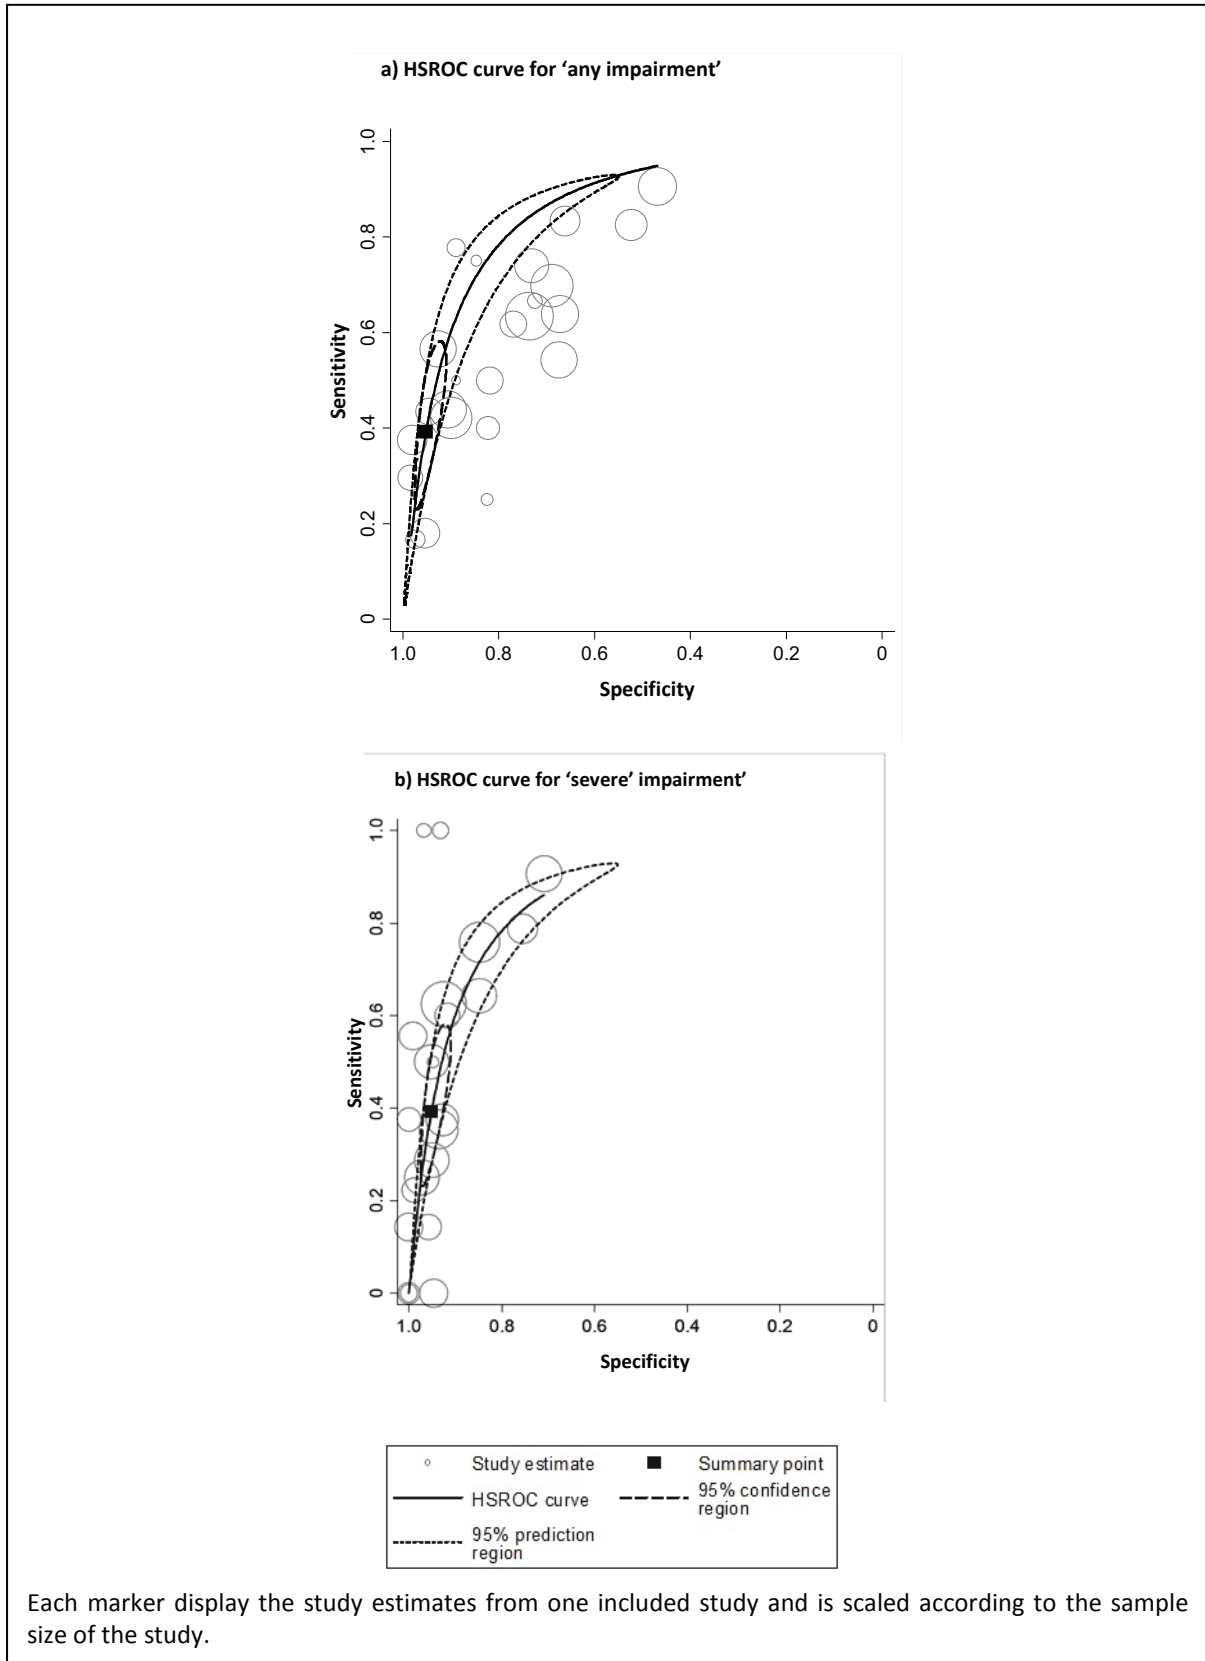 a) HSROC curve for ‘any impairment’
1.0
0.8
0.6
0.4
0.2
0
Sensitivity
1.0 0.8 0.6 0.4 0.2 0
Specificity
b) HSROC curve for ‘severe’ impairment’
1.0
0.8
0.6
0.4
0.2
0
Sensitivity
1.0 0.8 0.6 0.4 0.2 0
Specificity
Study estimate
Summary point
HSROC curve
95% confidence
region
95% prediction
region
Each marker display the study estimates from one included study and is scaled according to the sample
size of the study.